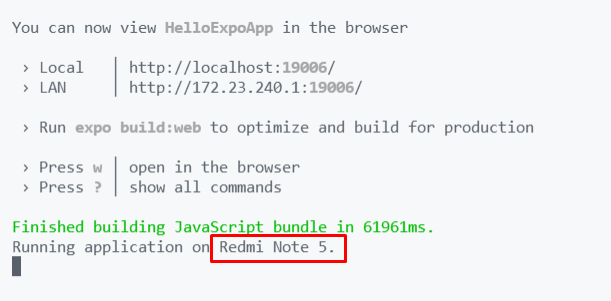 You can now view HelloExpoApp in the browser
› Local | http://localhost:19006/
› LAN | http://172.23.240.1:19006/
› Run expo build:web to optimize and build for production
› Press w | open in the browser
› Press ? | show all commands
Finished building JavaScript bundle in 61961ms.
Running application on Redmi Note 5.